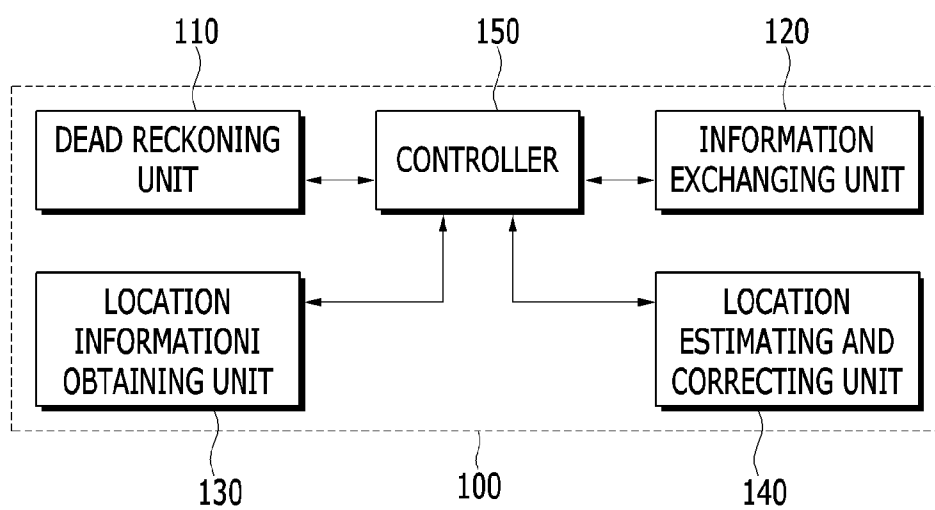 110
150
120
DEAD RECKONING
UNIT
CONTROLLER
INFORMATION
EXCHANGING UNIT
LOCATION
INFORMATIONI
OBTAINING UNIT
LOCATION
ESTIMATING AND
CORRECTING UNIT
130
100
140